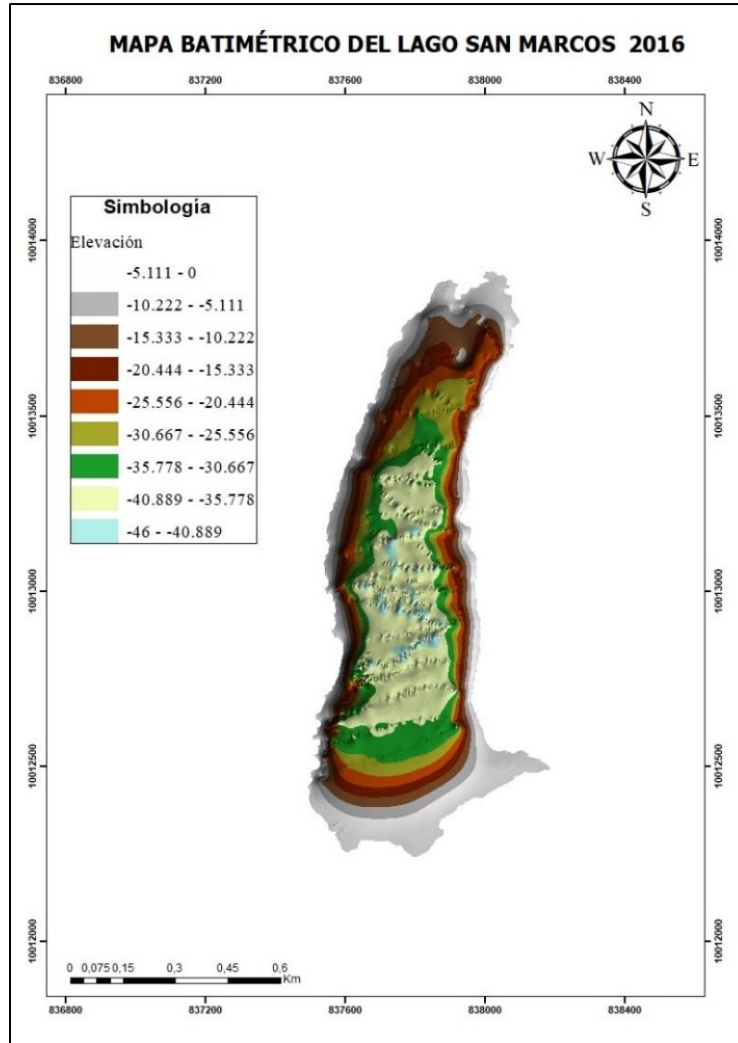 MAPA BATIMÉTRICO DEL LAGO SAN MARCOS 2016
836800 837200 837600 838000 838400
N
W E
S
Simbología
Elevación
-5.111 - 0
-10.222 - -5.111
-15.333 - -10.222
-20.444 - -15.333
-25.556 - -20.444
-30.667 - -25.556
-35.778 - -30.667
-40.889 - -35.778
-46 - -40.889
10014000 10014000
10013500 10013500
10013000 10013000
10012500 10012500
10012000 10012000
0 0,075 0,15 0,3 0,45 0,6
Km
836800 837200 837600 838000 838400